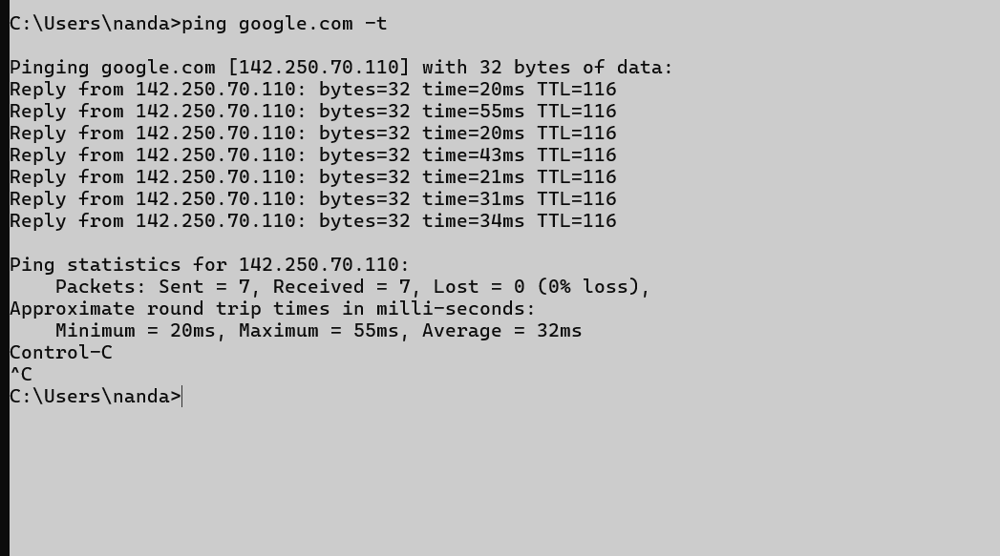 C:\Users\nanda>ping google.com -t
Pinging google.com [142.250.70.110] with 32 bytes of data:
Reply from 142.250.70.110: bytes=32 time=20ms TTL=116
Reply from 142.250.70.110: bytes=32 time=55ms TTL=116
Reply from 142.250.70.110: bytes=32 time=20ms TTL=116
Reply from 142.250.70.110: bytes=32 time=43ms TTL=116
Reply from 142.250.70.110: bytes=32 time=21ms TTL=116
Reply from 142.250.70.110: bytes=32 time=31ms TTL=116
Reply from 142.250.70.110: bytes=32 time=34ms TTL=116
Ping statistics for 142.250.70.110:
    Packets: Sent = 7, Received = 7, Lost = 0 (0% loss),
Approximate round trip times in milli-seconds:
    Minimum = 20ms, Maximum = 55ms, Average = 32ms
Control-C
^C
C:\Users\nanda>